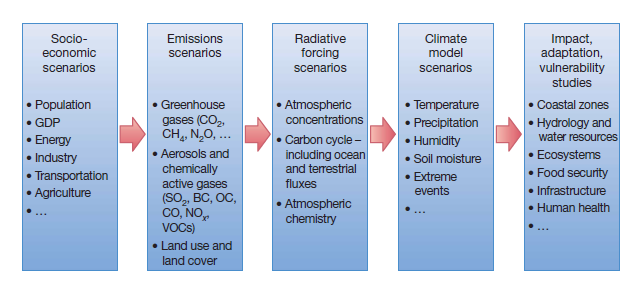 Socio-
economic
scenarios
• Population
• GDP
• Energy
• Industry
• Transportation
• Agriculture
• ...
Emissions
scenarios
• Greenhouse
gases (CO₂,
CH₄, N₂O, ...
• Aerosols and
chemically
active gases
(SO₂, BC, OC,
CO, NOₓ,
VOCs)
• Land use and
land cover
Radiative
forcing
scenarios
• Atmospheric
concentrations
• Carbon cycle –
including ocean
and terrestrial
fluxes
• Atmospheric
chemistry
Climate
model
scenarios
• Temperature
• Precipitation
• Humidity
• Soil moisture
• Extreme
events
• ...
Impact,
adaptation,
vulnerability
studies
• Coastal zones
• Hydrology and
water resources
• Ecosystems
• Food security
• Infrastructure
• Human health
• ...